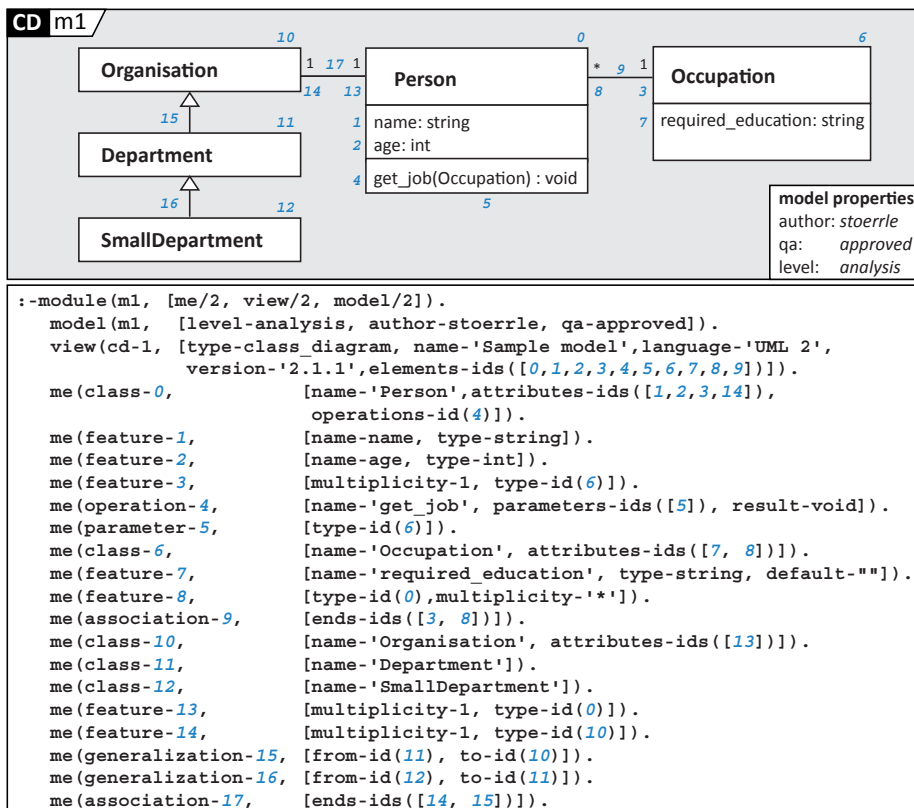 CD m1
10
0
6
Organisation
1 17 1
14 13
Person
* 9 1
8 3
Occupation
15
11
1 name: string
2 age: int
7 required_education: string
Department
4 get_job(Occupation) : void
5
16
12
SmallDepartment
model properties
author: stoerrle
qa: approved
level: analysis
:-module(m1, [me/2, view/2, model/2]).
model(m1, [level-analysis, author-stoerrle, qa-approved]).
view(cd-1, [type-class_diagram, name-'Sample model',language-'UML 2',
version-'2.1.1',elements-ids([0,1,2,3,4,5,6,7,8,9])]).
me(class-0, [name-'Person',attributes-ids([1,2,3,14]),
operations-id(4)]).
me(feature-1, [name-name, type-string]).
me(feature-2, [name-age, type-int]).
me(feature-3, [multiplicity-1, type-id(6)]).
me(operation-4, [name-'get_job', parameters-ids([5]), result-void]).
me(parameter-5, [type-id(6)]).
me(class-6, [name-'Occupation', attributes-ids([7, 8])]).
me(feature-7, [name-'required_education', type-string, default-""]).
me(feature-8, [type-id(0),multiplicity-'*']).
me(association-9, [ends-ids([3, 8])]).
me(class-10, [name-'Organisation', attributes-ids([13])]).
me(class-11, [name-'Department']).
me(class-12, [name-'SmallDepartment']).
me(feature-13, [multiplicity-1, type-id(0)]).
me(feature-14, [multiplicity-1, type-id(10)]).
me(generalization-15, [from-id(11), to-id(10)]).
me(generalization-16, [from-id(12), to-id(11)]).
me(association-17, [ends-ids([14, 15])]).